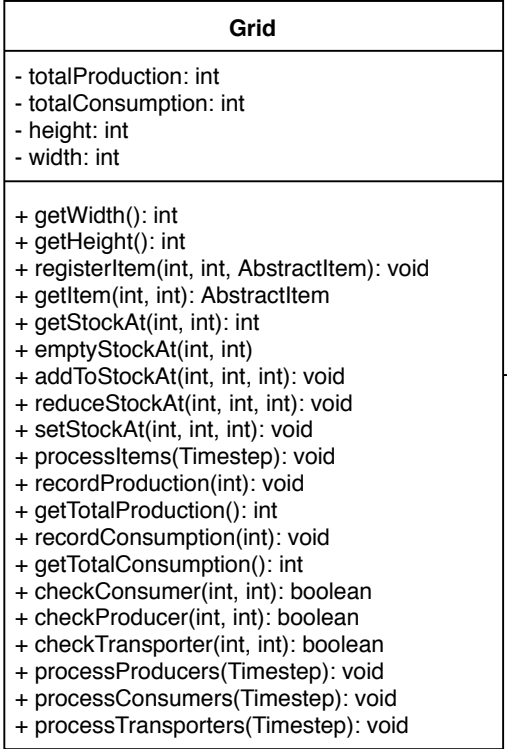 Grid
- totalProduction: int
- totalConsumption: int
- height: int
- width: int
+ getWidth(): int
+ getHeight(): int
+ registerItem(int, int, AbstractItem): void
+ getItem(int, int): AbstractItem
+ getStockAt(int, int): int
+ emptyStockAt(int, int)
+ addToStockAt(int, int, int): void
+ reduceStockAt(int, int, int): void
+ setStockAt(int, int, int): void
+ processItems(Timestep): void
+ recordProduction(int): void
+ getTotalProduction(): int
+ recordConsumption(int): void
+ getTotalConsumption(): int
+ checkConsumer(int, int): boolean
+ checkProducer(int, int): boolean
+ checkTransporter(int, int): boolean
+ processProducers(Timestep): void
+ processConsumers(Timestep): void
+ processTransporters(Timestep): void